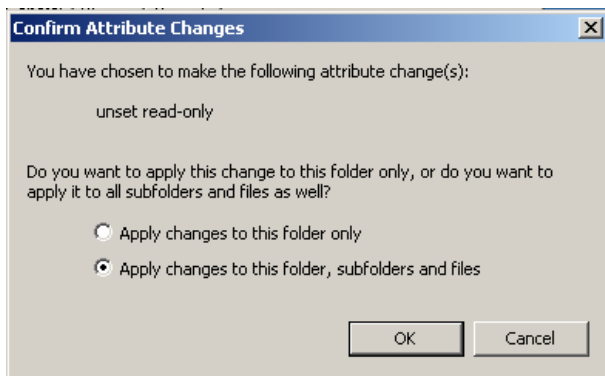 Confirm Attribute Changes
You have chosen to make the following attribute change(s):
unset read-only
Do you want to apply this change to this folder only, or do you want to
apply it to all subfolders and files as well?
Apply changes to this folder only
Apply changes to this folder, subfolders and files
OK
Cancel